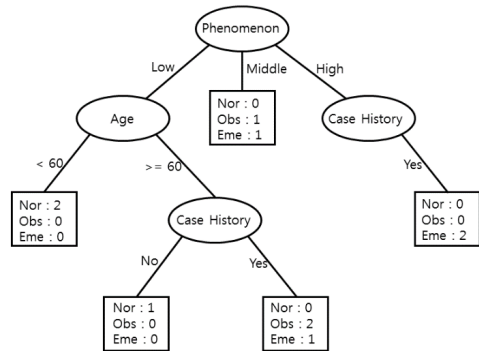 Phenomenon
Low
Middle
High
Nor : 0
Obs : 1
Eme : 1
Age
Case History
< 60
>= 60
Yes
Nor : 2
Obs : 0
Eme : 0
Case History
Nor : 0
Obs : 0
Eme : 2
No
Yes
Nor : 1
Obs : 0
Eme : 0
Nor : 0
Obs : 2
Eme : 1